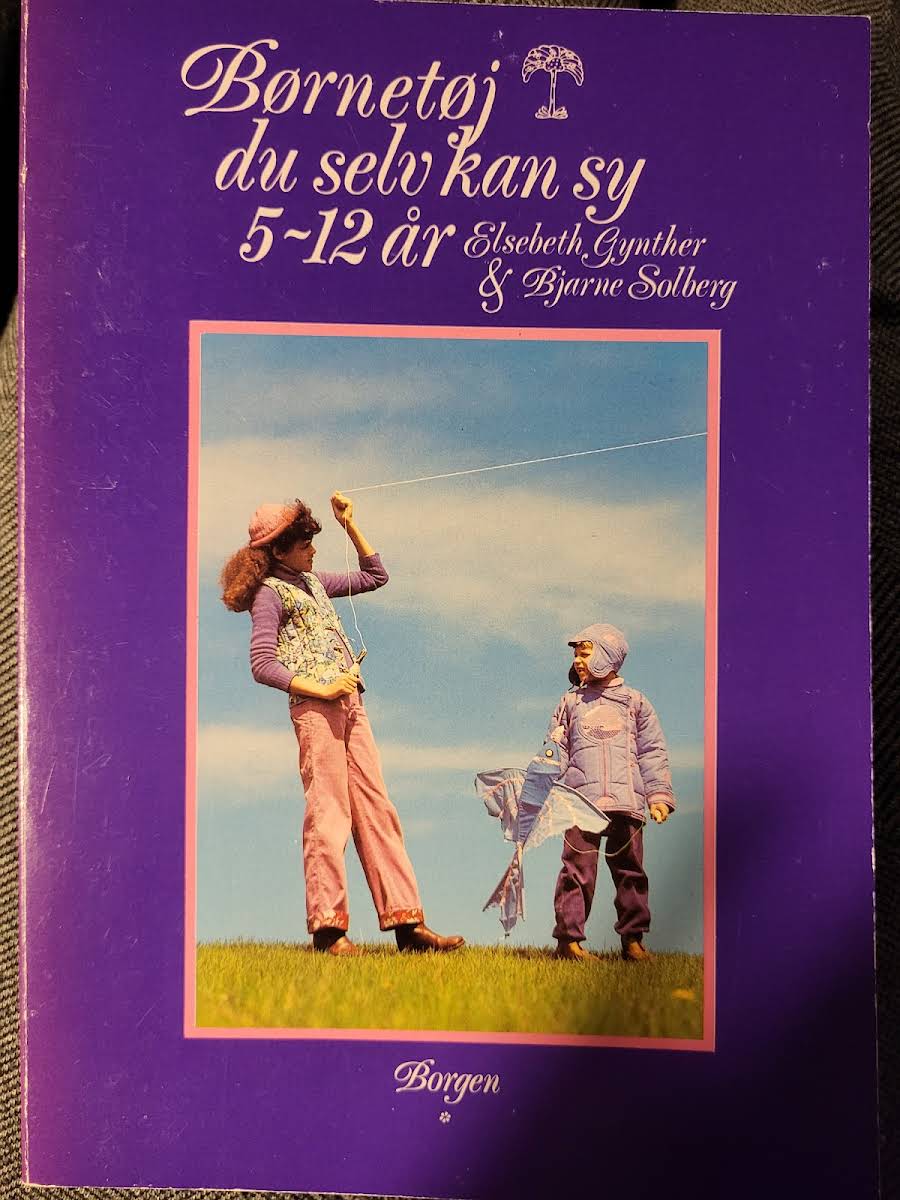 Børnetøj
du selv kan sy
5~12 år Elsebeth Gynther
& Bjarne Solberg
Borgen